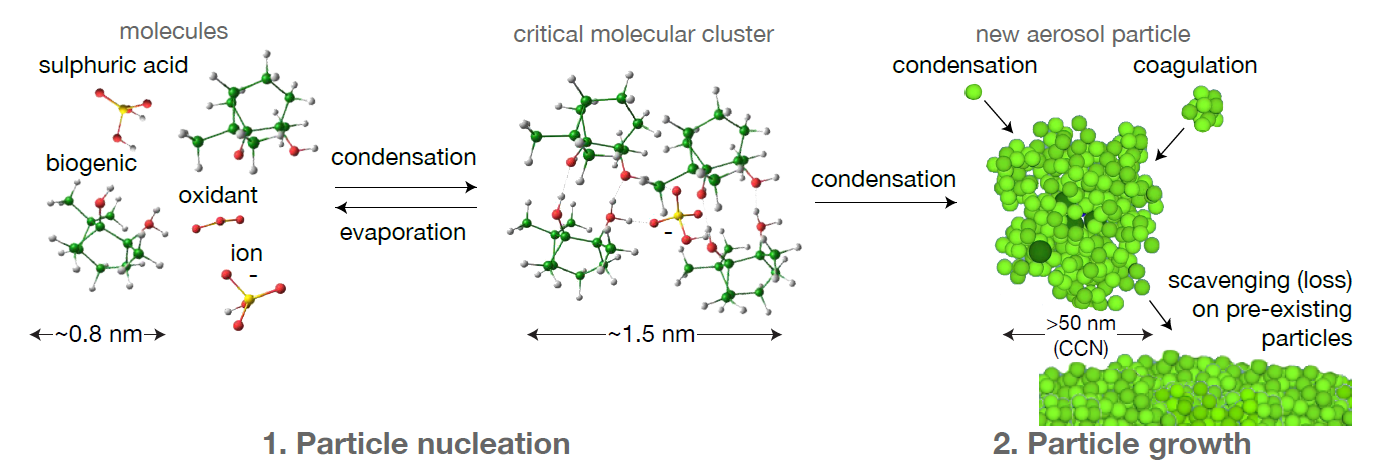 molecules
sulphuric acid
biogenic
oxidant
ion
-
~0.8 nm
condensation
evaporation
critical molecular cluster
-
~1.5 nm
condensation
new aerosol particle
condensation
coagulation
scavenging (loss)
on pre-existing
particles
>50 nm
(CCN)
1. Particle nucleation
2. Particle growth